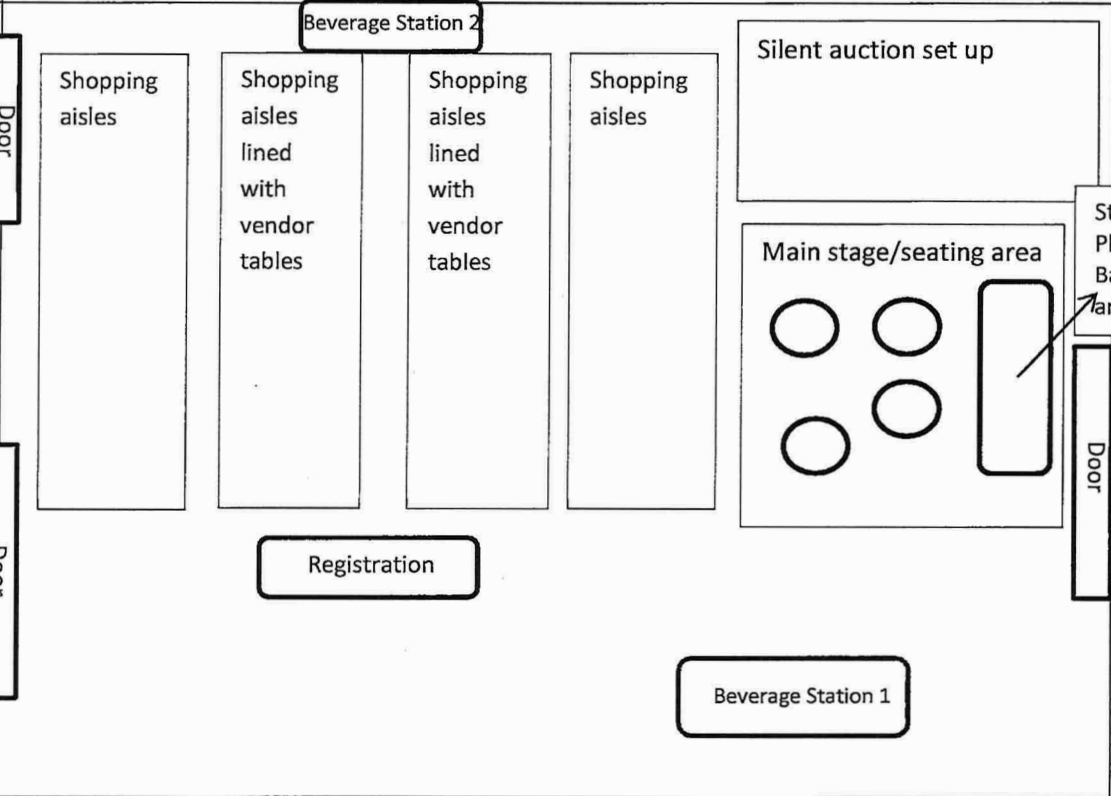 Beverage Station 2
Silent auction set up
Door
Shopping
aisles
Shopping
aisles
lined
with
vendor
tables
Shopping
aisles
lined
with
vendor
tables
Shopping
aisles
Main stage/seating area
Door
Registration
Beverage Station 1